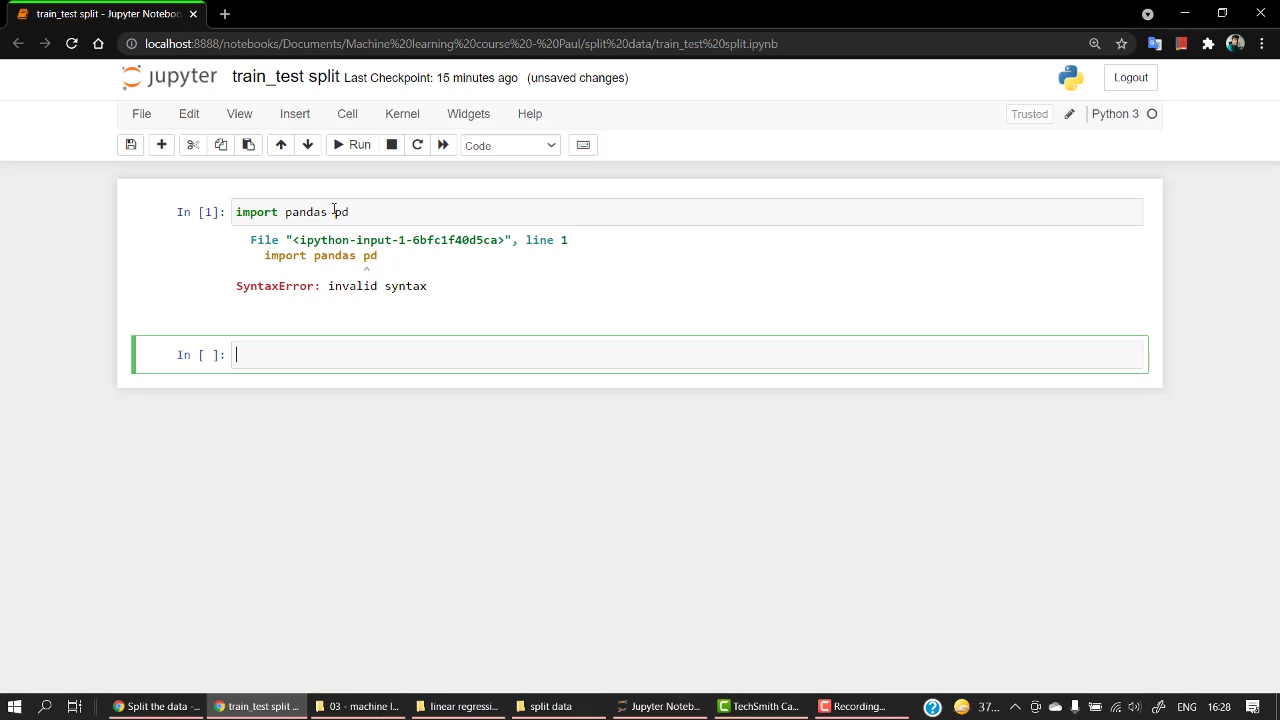 train_test split - Jupyter Noteboo
localhost:8888/notebooks/Documents/Machine%20learning%20course%20-%20Paul/split%20data/train_test%20split.ipynb
jupyter train_test split Last Checkpoint: 15 minutes ago (unsaved changes) Logout
File Edit View Insert Cell Kernel Widgets Help Trusted Python 3
Run Code
In [1]: import pandas pd
File "<ipython-input-1-6bfc1f40d5ca>", line 1
import pandas pd
^
SyntaxError: invalid syntax
In [ ]:
Split the data -... train_test split ... 03 - machine l... linear regressi... split data Jupyter Noteb... TechSmith Ca... Recording... 37... ENG 16:28